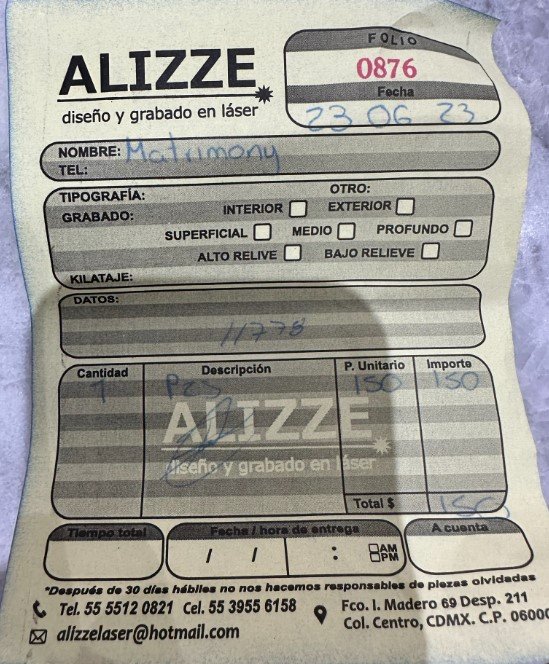 FOLIO
ALIZZE
0876
Fecha
diseño y grabado en láser
23 06 23
NOMBRE: Matrimony
TEL:
TIPOGRAFÍA: OTRO:
GRABADO: INTERIOR EXTERIOR
SUPERFICIAL MEDIO PROFUNDO
ALTO RELIVE BAJO RELIEVE
KILATAJE:
DATOS:
11778
Cantidad Descripción P. Unitario Importe
1 Pzs 150 150
ALIZZE
diseño y grabado en láser
Total $ 150
Tiempo total Fecha / hora de entrega A cuenta
/ / : AM
PM
*Después de 30 días hábiles no nos hacemos responsables de piezas olvidadas
Tel. 55 5512 0821 Cel. 55 3955 6158 Fco. I. Madero 69 Desp. 211
alizzelaser@hotmail.com Col. Centro, CDMX. C.P. 0600